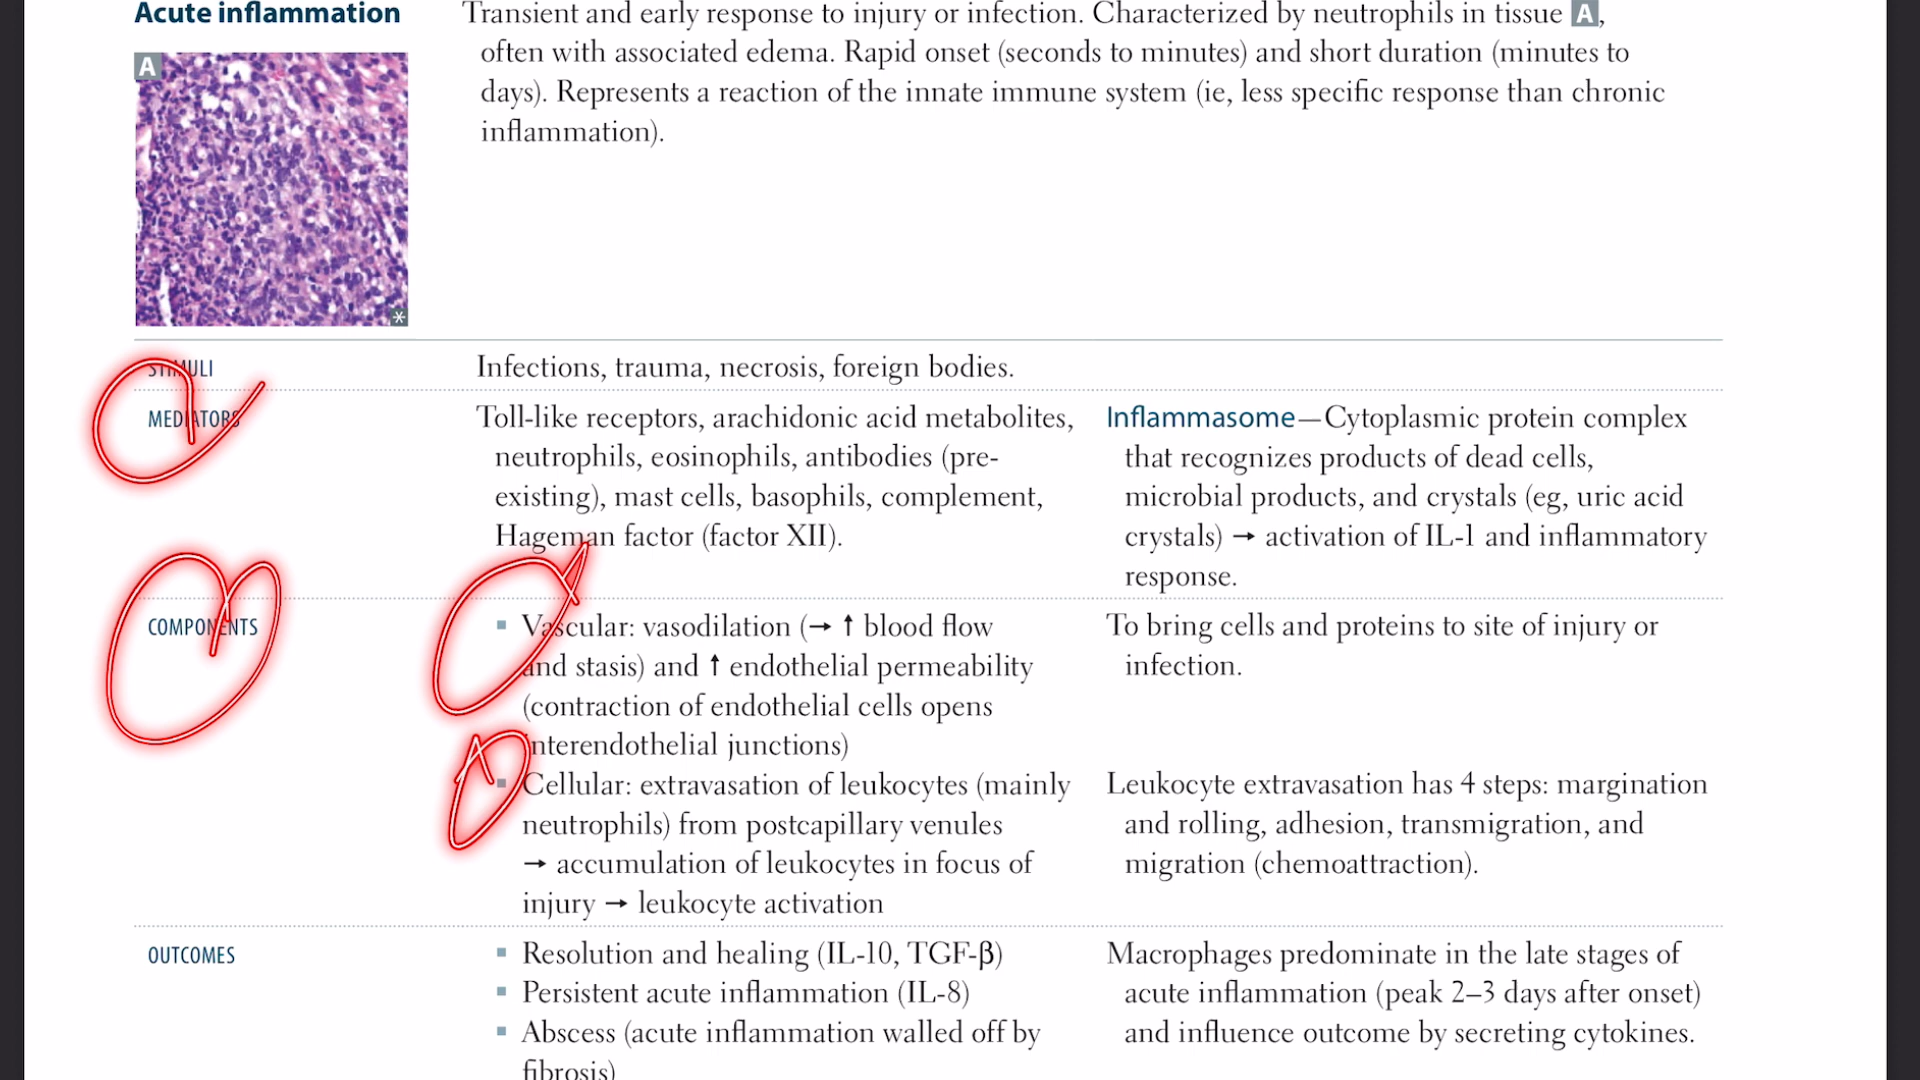 Acute inflammation
Transient and early response to injury or infection. Characterized by neutrophils in tissue A,
often with associated edema. Rapid onset (seconds to minutes) and short duration (minutes to
days). Represents a reaction of the innate immune system (ie, less specific response than chronic
inflammation).
A
*
STIMULI
Infections, trauma, necrosis, foreign bodies.
MEDIATORS
Toll-like receptors, arachidonic acid metabolites,
neutrophils, eosinophils, antibodies (pre-
existing), mast cells, basophils, complement,
Hageman factor (factor XII).
Inflammasome—Cytoplasmic protein complex
that recognizes products of dead cells,
microbial products, and crystals (eg, uric acid
crystals) → activation of IL-1 and inflammatory
response.
COMPONENTS
▪ Vascular: vasodilation (→ ↑ blood flow
and stasis) and ↑ endothelial permeability
(contraction of endothelial cells opens
interendothelial junctions)
To bring cells and proteins to site of injury or
infection.
▪ Cellular: extravasation of leukocytes (mainly
neutrophils) from postcapillary venules
→ accumulation of leukocytes in focus of
injury → leukocyte activation
Leukocyte extravasation has 4 steps: margination
and rolling, adhesion, transmigration, and
migration (chemoattraction).
OUTCOMES
▪ Resolution and healing (IL-10, TGF-β)
▪ Persistent acute inflammation (IL-8)
▪ Abscess (acute inflammation walled off by
fibrosis)
Macrophages predominate in the late stages of
acute inflammation (peak 2–3 days after onset)
and influence outcome by secreting cytokines.